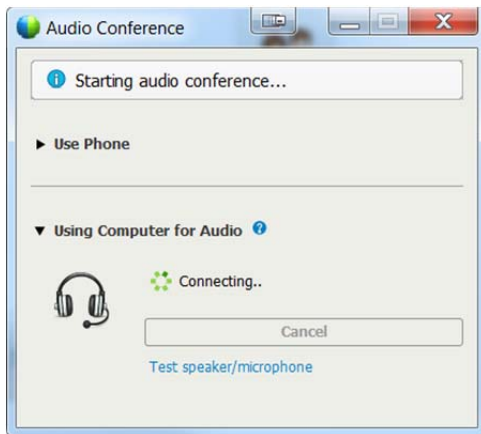 Audio Conference
Starting audio conference...
Use Phone
Using Computer for Audio
Connecting..
Cancel
Test speaker/microphone